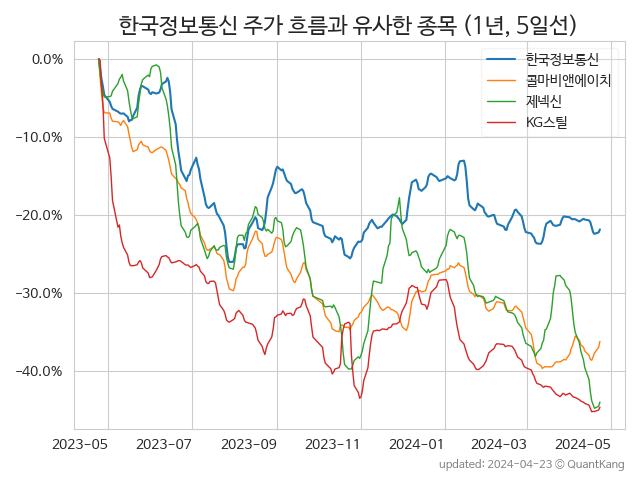 한국정보통신 주가 흐름과 유사한 종목 (1년, 5일선)
한국정보통신
콜마비앤에이치
제넥신
KG스틸
0.0%
−10.0%
−20.0%
−30.0%
−40.0%
2023-05 2023-07 2023-09 2023-11 2024-01 2024-03 2024-05
updated: 2024-04-23 © QuantKang